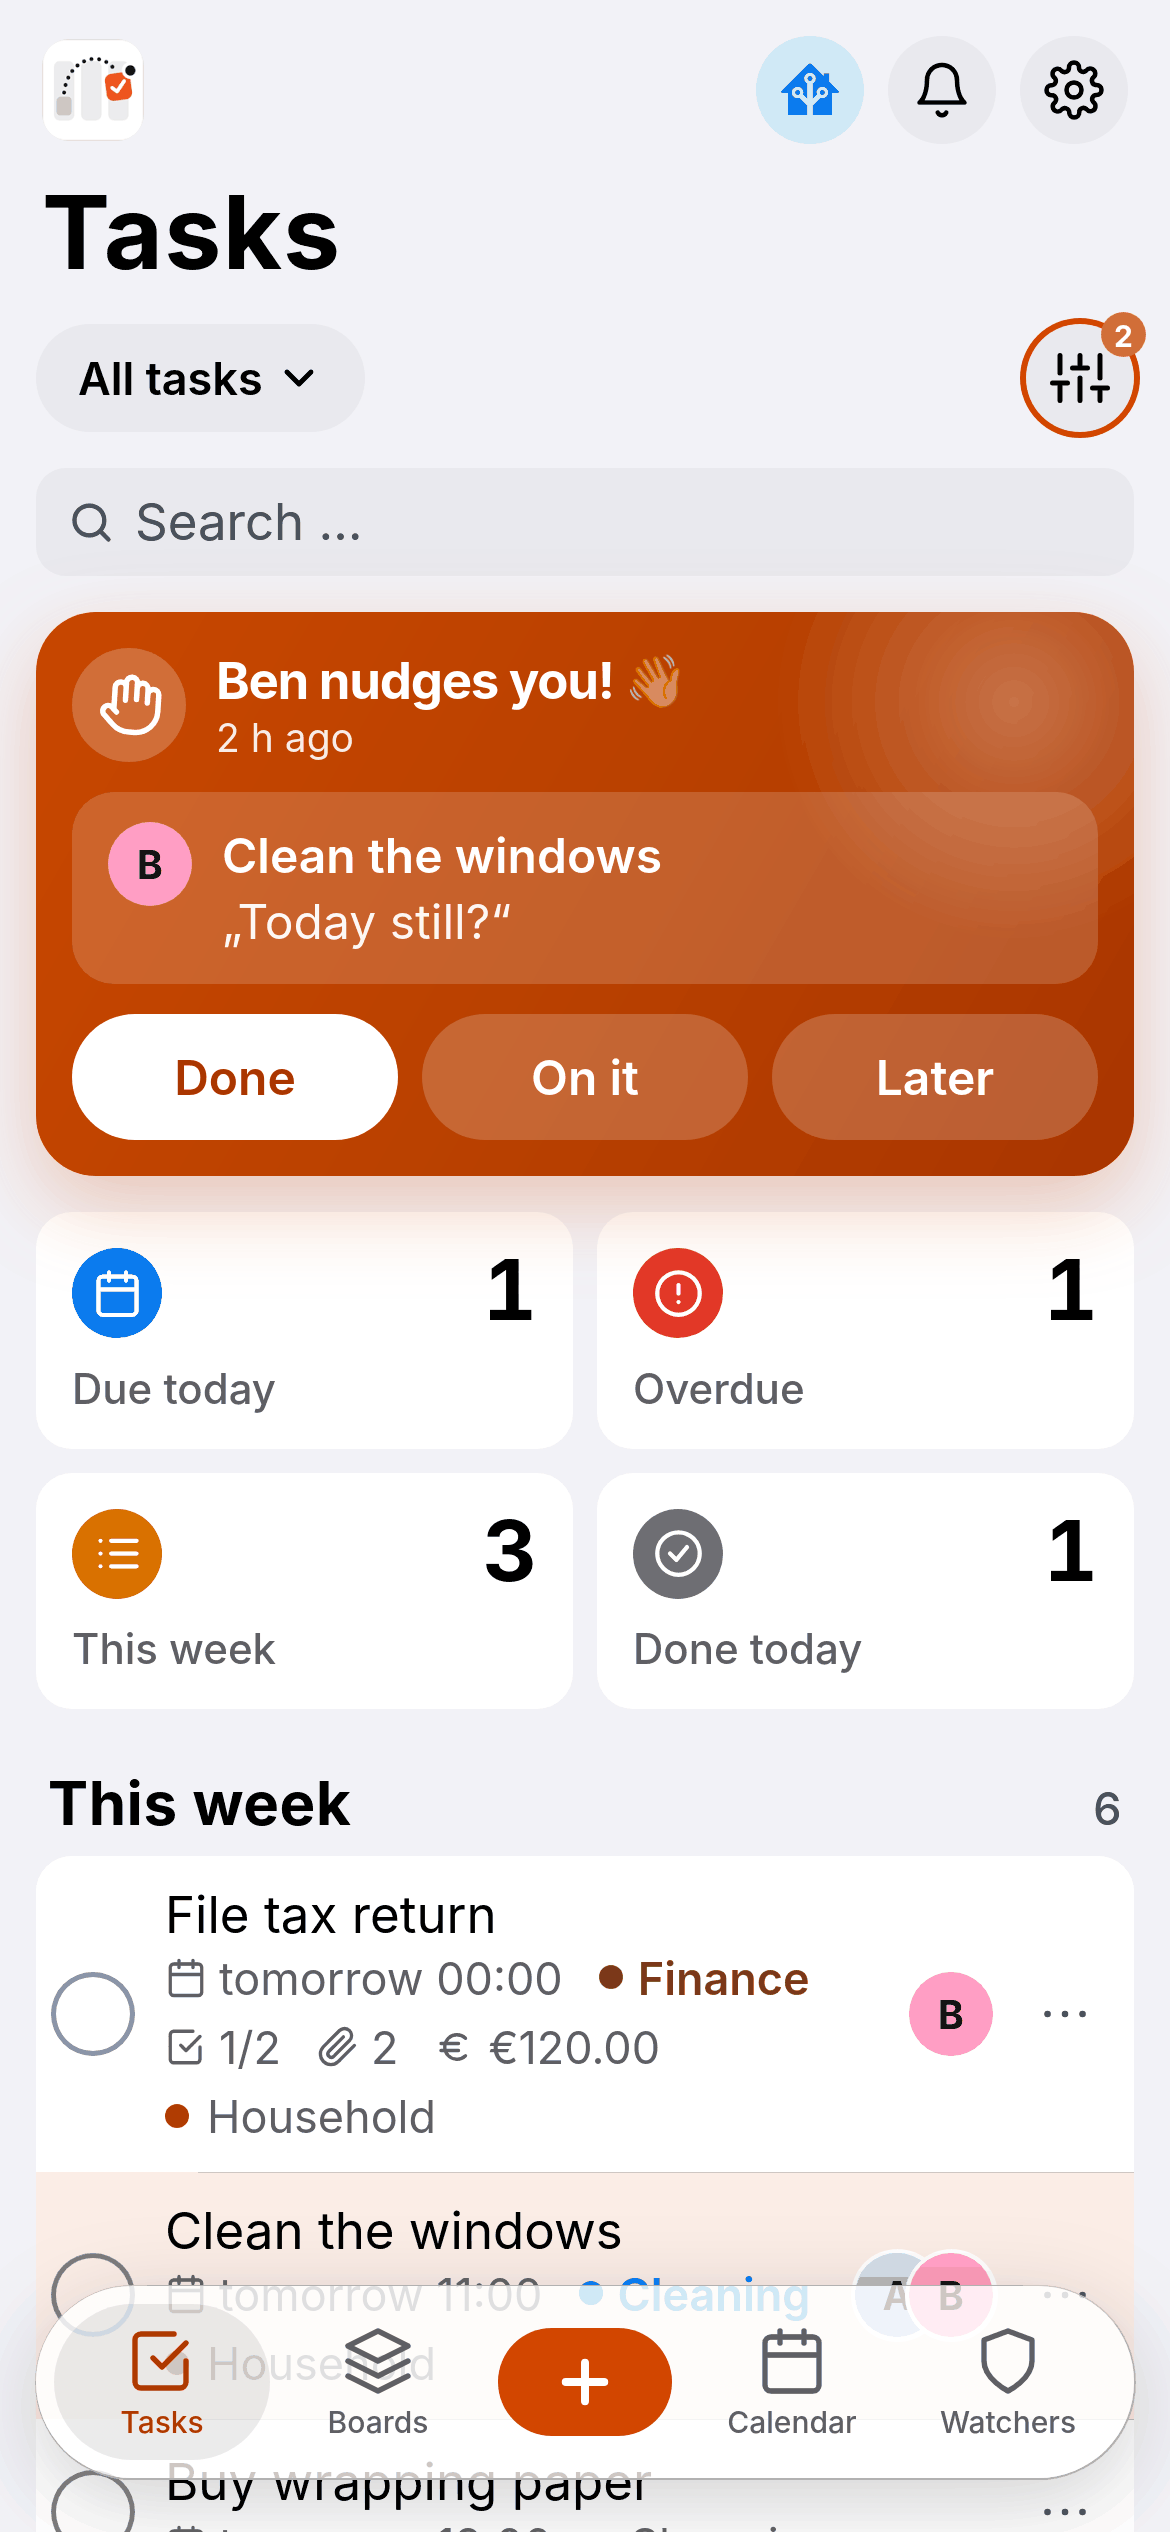 Tasks
All tasks
2
Search ...
Ben nudges you! 👋
2 h ago
B
Clean the windows
„Today still?“
Done
On it
Later
1
Due today
1
Overdue
3
This week
1
Done today
This week
6
File tax return
tomorrow 00:00 Finance
B
1/2 2 € €120.00
Household
Clean the windows
tomorrow 11:00 Cleaning
A B
Household
Tasks
Boards
Calendar
Watchers
Buy wrapping paper